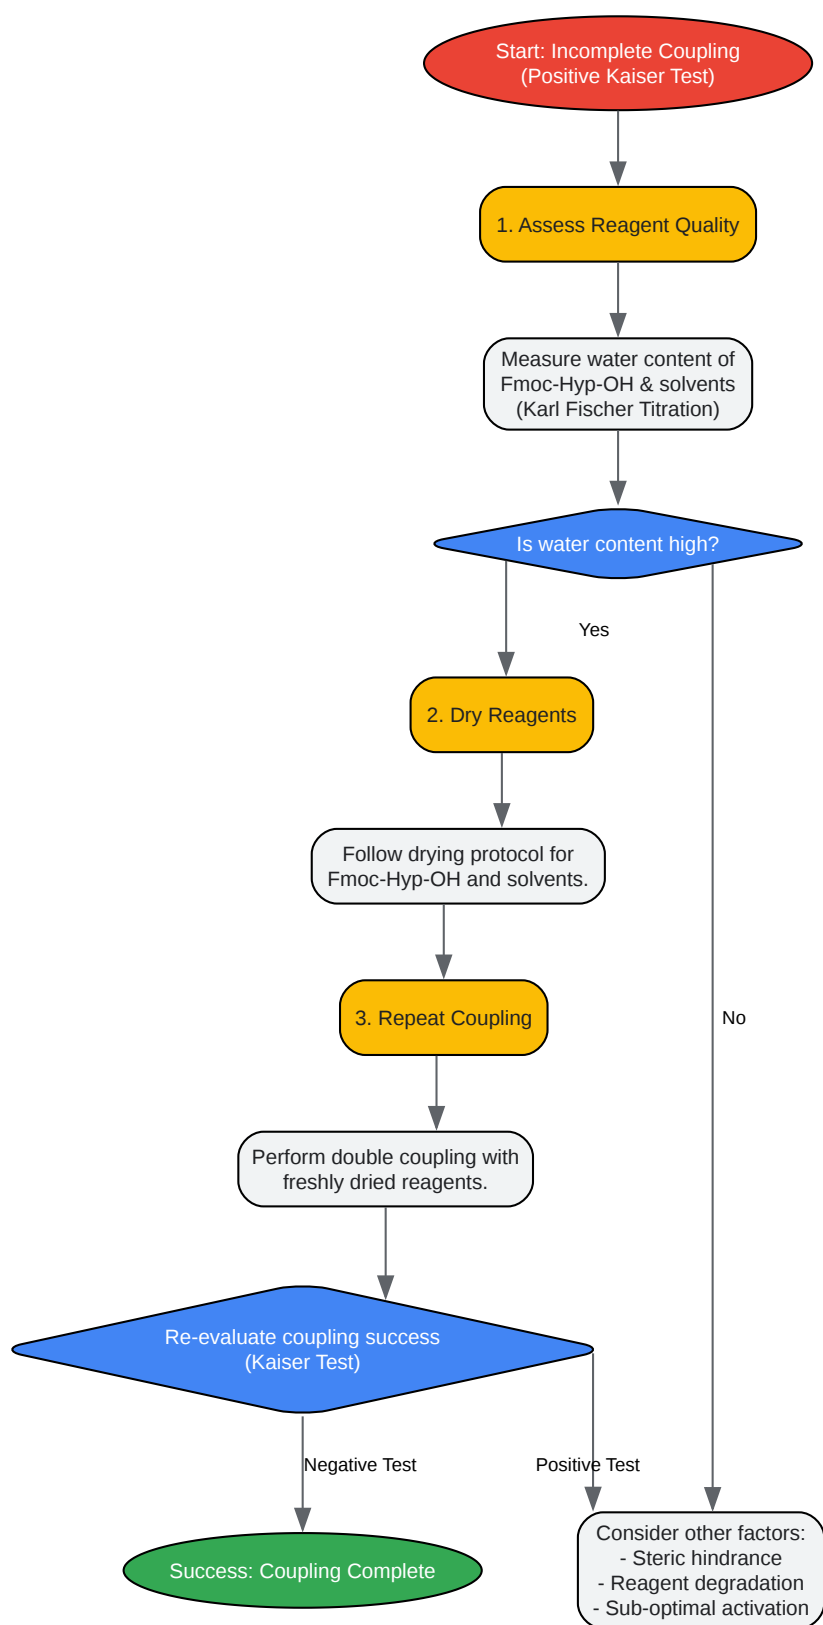 Start: Incomplete Coupling
(Positive Kaiser Test)
1. Assess Reagent Quality
Measure water content of
Fmoc-Hyp-OH & solvents
(Karl Fischer Titration)
Is water content high?
Yes
2. Dry Reagents
Follow drying protocol for
Fmoc-Hyp-OH and solvents.
3. Repeat Coupling
No
Perform double coupling with
freshly dried reagents.
Re-evaluate coupling success
(Kaiser Test)
Negative Test
Positive Test
Success: Coupling Complete
Consider other factors:
- Steric hindrance
- Reagent degradation
- Sub-optimal activation